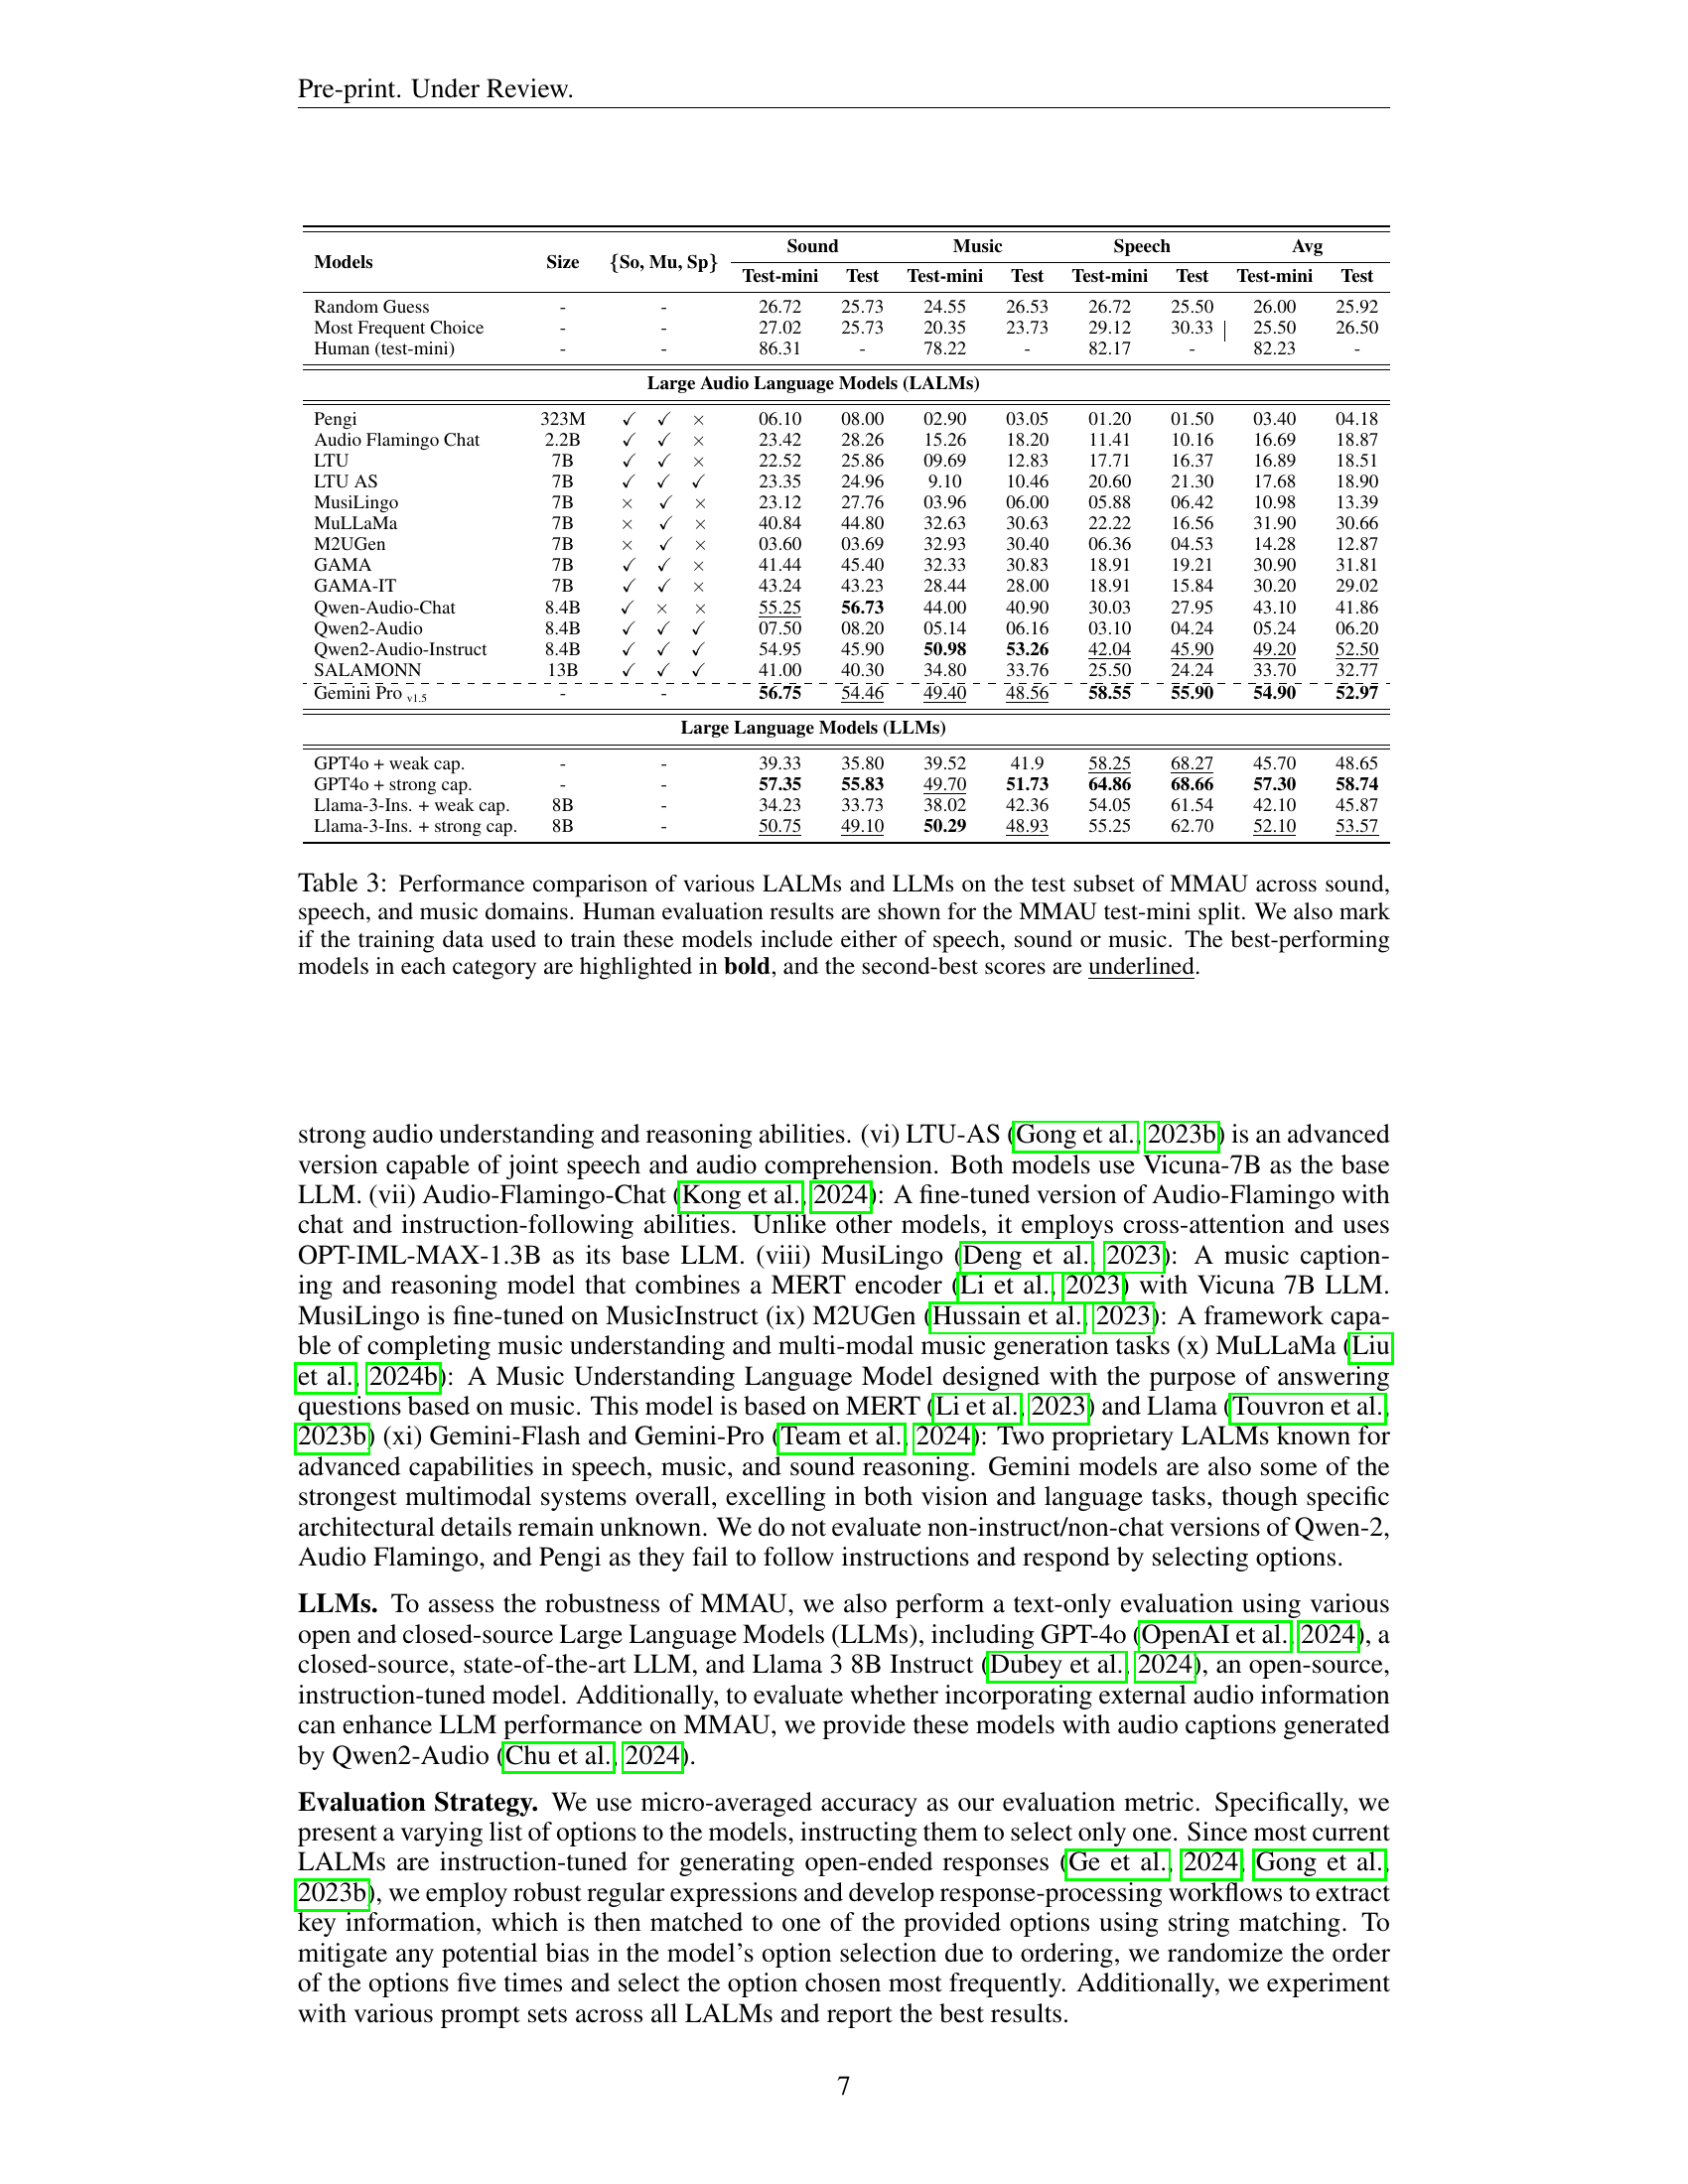 Pre-print. Under Review.
Models Size {So, Mu, Sp} Sound Music Speech Avg
Test-mini Test Test-mini Test Test-mini Test Test-mini Test
Random Guess - - 26.72 25.73 24.55 26.53 26.72 25.50 26.00 25.92
Most Frequent Choice - - 27.02 25.73 20.35 23.73 29.12 30.33 | 25.50 26.50
Human (test-mini) - - 86.31 - 78.22 - 82.17 - 82.23 -
Large Audio Language Models (LALMs)
Pengi 323M ✓ ✓ × 06.10 08.00 02.90 03.05 01.20 01.50 03.40 04.18
Audio Flamingo Chat 2.2B ✓ ✓ × 23.42 28.26 15.26 18.20 11.41 10.16 16.69 18.87
LTU 7B ✓ ✓ × 22.52 25.86 09.69 12.83 17.71 16.37 16.89 18.51
LTU AS 7B ✓ ✓ ✓ 23.35 24.96 9.10 10.46 20.60 21.30 17.68 18.90
MusiLingo 7B × ✓ × 23.12 27.76 03.96 06.00 05.88 06.42 10.98 13.39
MuLLaMa 7B × ✓ × 40.84 44.80 32.63 30.63 22.22 16.56 31.90 30.66
M2UGen 7B × ✓ × 03.60 03.69 32.93 30.40 06.36 04.53 14.28 12.87
GAMA 7B ✓ ✓ × 41.44 45.40 32.33 30.83 18.91 19.21 30.90 31.81
GAMA-IT 7B ✓ ✓ × 43.24 43.23 28.44 28.00 18.91 15.84 30.20 29.02
Qwen-Audio-Chat 8.4B ✓ × × 55.25 56.73 44.00 40.90 30.03 27.95 43.10 41.86
Qwen2-Audio 8.4B ✓ ✓ ✓ 07.50 08.20 05.14 06.16 03.10 04.24 05.24 06.20
Qwen2-Audio-Instruct 8.4B ✓ ✓ ✓ 54.95 45.90 50.98 53.26 42.04 45.90 49.20 52.50
SALAMONN 13B ✓ ✓ ✓ 41.00 40.30 34.80 33.76 25.50 24.24 33.70 32.77
Gemini Pro v1.5 - - 56.75 54.46 49.40 48.56 58.55 55.90 54.90 52.97
Large Language Models (LLMs)
GPT4o + weak cap. - - 39.33 35.80 39.52 41.9 58.25 68.27 45.70 48.65
GPT4o + strong cap. - - 57.35 55.83 49.70 51.73 64.86 68.66 57.30 58.74
Llama-3-Ins. + weak cap. 8B - 34.23 33.73 38.02 42.36 54.05 61.54 42.10 45.87
Llama-3-Ins. + strong cap. 8B - 50.75 49.10 50.29 48.93 55.25 62.70 52.10 53.57
Table 3: Performance comparison of various LALMs and LLMs on the test subset of MMAU across sound,
speech, and music domains. Human evaluation results are shown for the MMAU test-mini split. We also mark
if the training data used to train these models include either of speech, sound or music. The best-performing
models in each category are highlighted in bold, and the second-best scores are underlined.
strong audio understanding and reasoning abilities. (vi) LTU-AS (Gong et al., 2023b) is an advanced
version capable of joint speech and audio comprehension. Both models use Vicuna-7B as the base
LLM. (vii) Audio-Flamingo-Chat (Kong et al., 2024): A fine-tuned version of Audio-Flamingo with
chat and instruction-following abilities. Unlike other models, it employs cross-attention and uses
OPT-IML-MAX-1.3B as its base LLM. (viii) MusiLingo (Deng et al., 2023): A music caption-
ing and reasoning model that combines a MERT encoder (Li et al., 2023) with Vicuna 7B LLM.
MusiLingo is fine-tuned on MusicInstruct (ix) M2UGen (Hussain et al., 2023): A framework capa-
ble of completing music understanding and multi-modal music generation tasks (x) MuLLaMa (Liu
et al., 2024b): A Music Understanding Language Model designed with the purpose of answering
questions based on music. This model is based on MERT (Li et al., 2023) and Llama (Touvron et al.,
2023b) (xi) Gemini-Flash and Gemini-Pro (Team et al., 2024): Two proprietary LALMs known for
advanced capabilities in speech, music, and sound reasoning. Gemini models are also some of the
strongest multimodal systems overall, excelling in both vision and language tasks, though specific
architectural details remain unknown. We do not evaluate non-instruct/non-chat versions of Qwen-2,
Audio Flamingo, and Pengi as they fail to follow instructions and respond by selecting options.
LLMs. To assess the robustness of MMAU, we also perform a text-only evaluation using various
open and closed-source Large Language Models (LLMs), including GPT-4o (OpenAI et al., 2024), a
closed-source, state-of-the-art LLM, and Llama 3 8B Instruct (Dubey et al., 2024), an open-source,
instruction-tuned model. Additionally, to evaluate whether incorporating external audio information
can enhance LLM performance on MMAU, we provide these models with audio captions generated
by Qwen2-Audio (Chu et al., 2024).
Evaluation Strategy. We use micro-averaged accuracy as our evaluation metric. Specifically, we
present a varying list of options to the models, instructing them to select only one. Since most current
LALMs are instruction-tuned for generating open-ended responses (Ge et al., 2024; Gong et al.,
2023b), we employ robust regular expressions and develop response-processing workflows to extract
key information, which is then matched to one of the provided options using string matching. To
mitigate any potential bias in the model's option selection due to ordering, we randomize the order
of the options five times and select the option chosen most frequently. Additionally, we experiment
with various prompt sets across all LALMs and report the best results.
7